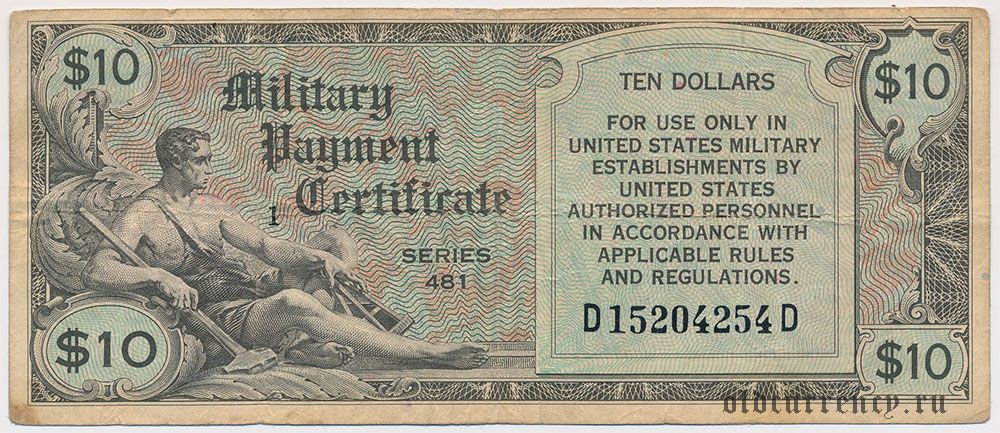 $10
Military
Payment
Certificate
1
SERIES
481
$10
TEN DOLLARS
FOR USE ONLY IN
UNITED STATES MILITARY
ESTABLISHMENTS BY
UNITED STATES
AUTHORIZED PERSONNEL
IN ACCORDANCE WITH
APPLICABLE RULES
AND REGULATIONS.
D15204254D
$10
$10
oldcurrency.ru